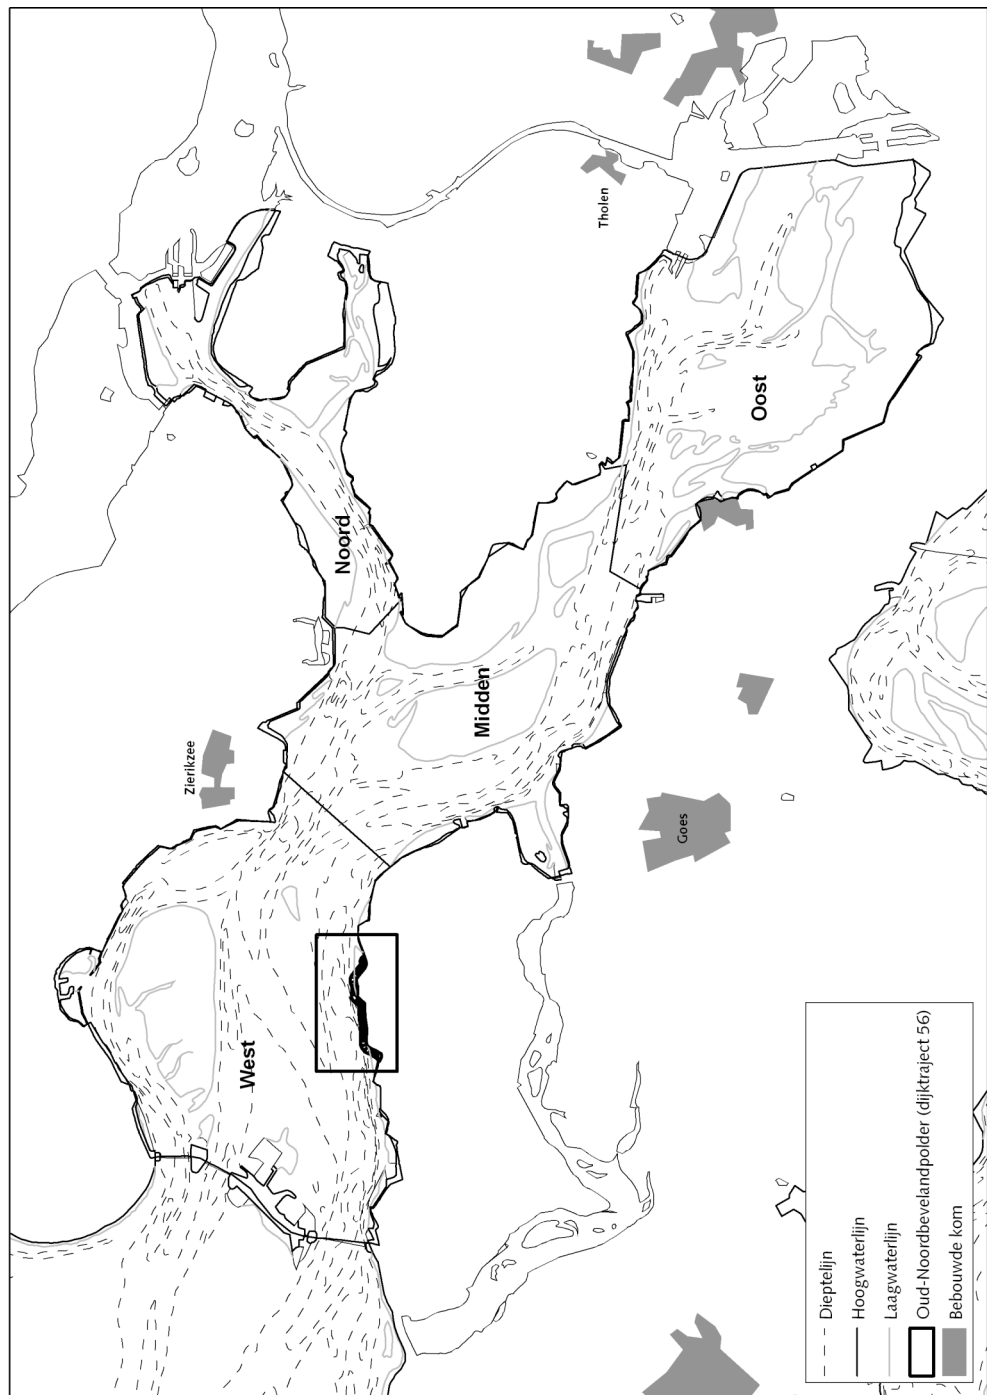 Noord
West
Midden
Oost
Zierikzee
Tholen
Goes
Dieptelijn
Hoogwaterlijn
Laagwaterlijn
Oud-Noordbevelandpolder (dijktraject 56)
Bebouwde kom